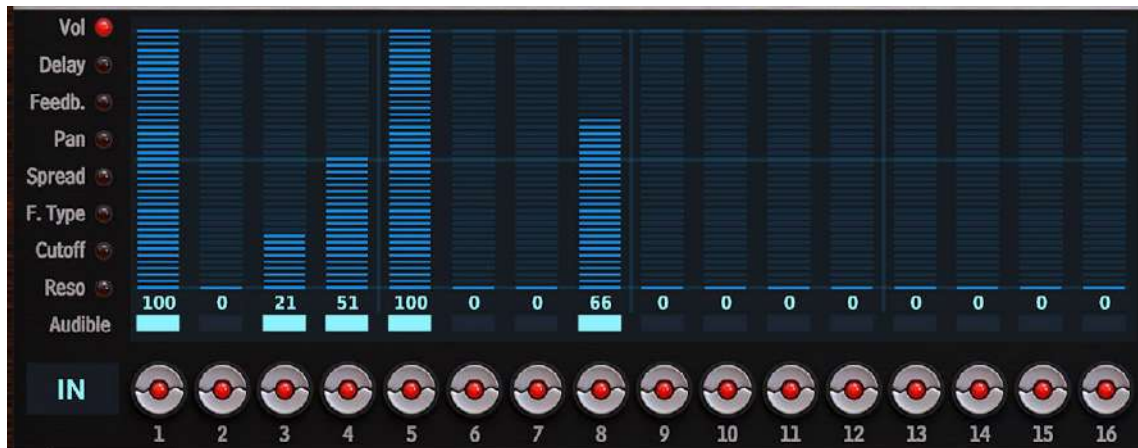 Vol
Delay
Feedb.
Pan
Spread
F. Type
Cutoff
Reso
100 0 21 51 100 0 0 66 0 0 0 0 0 0 0 0
Audible
IN
1 2 3 4 5 6 7 8 9 10 11 12 13 14 15 16